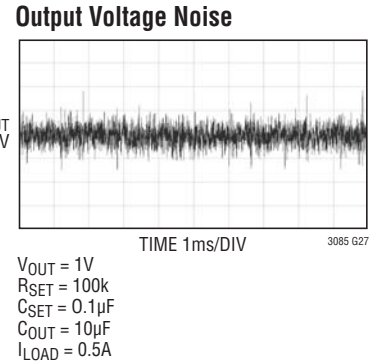 Output Voltage Noise
UT
V
TIME 1ms/DIV
3085 G27
VOUT = 1V
RSET = 100k
CSET = 0.1µF
COUT = 10µF
ILOAD = 0.5A